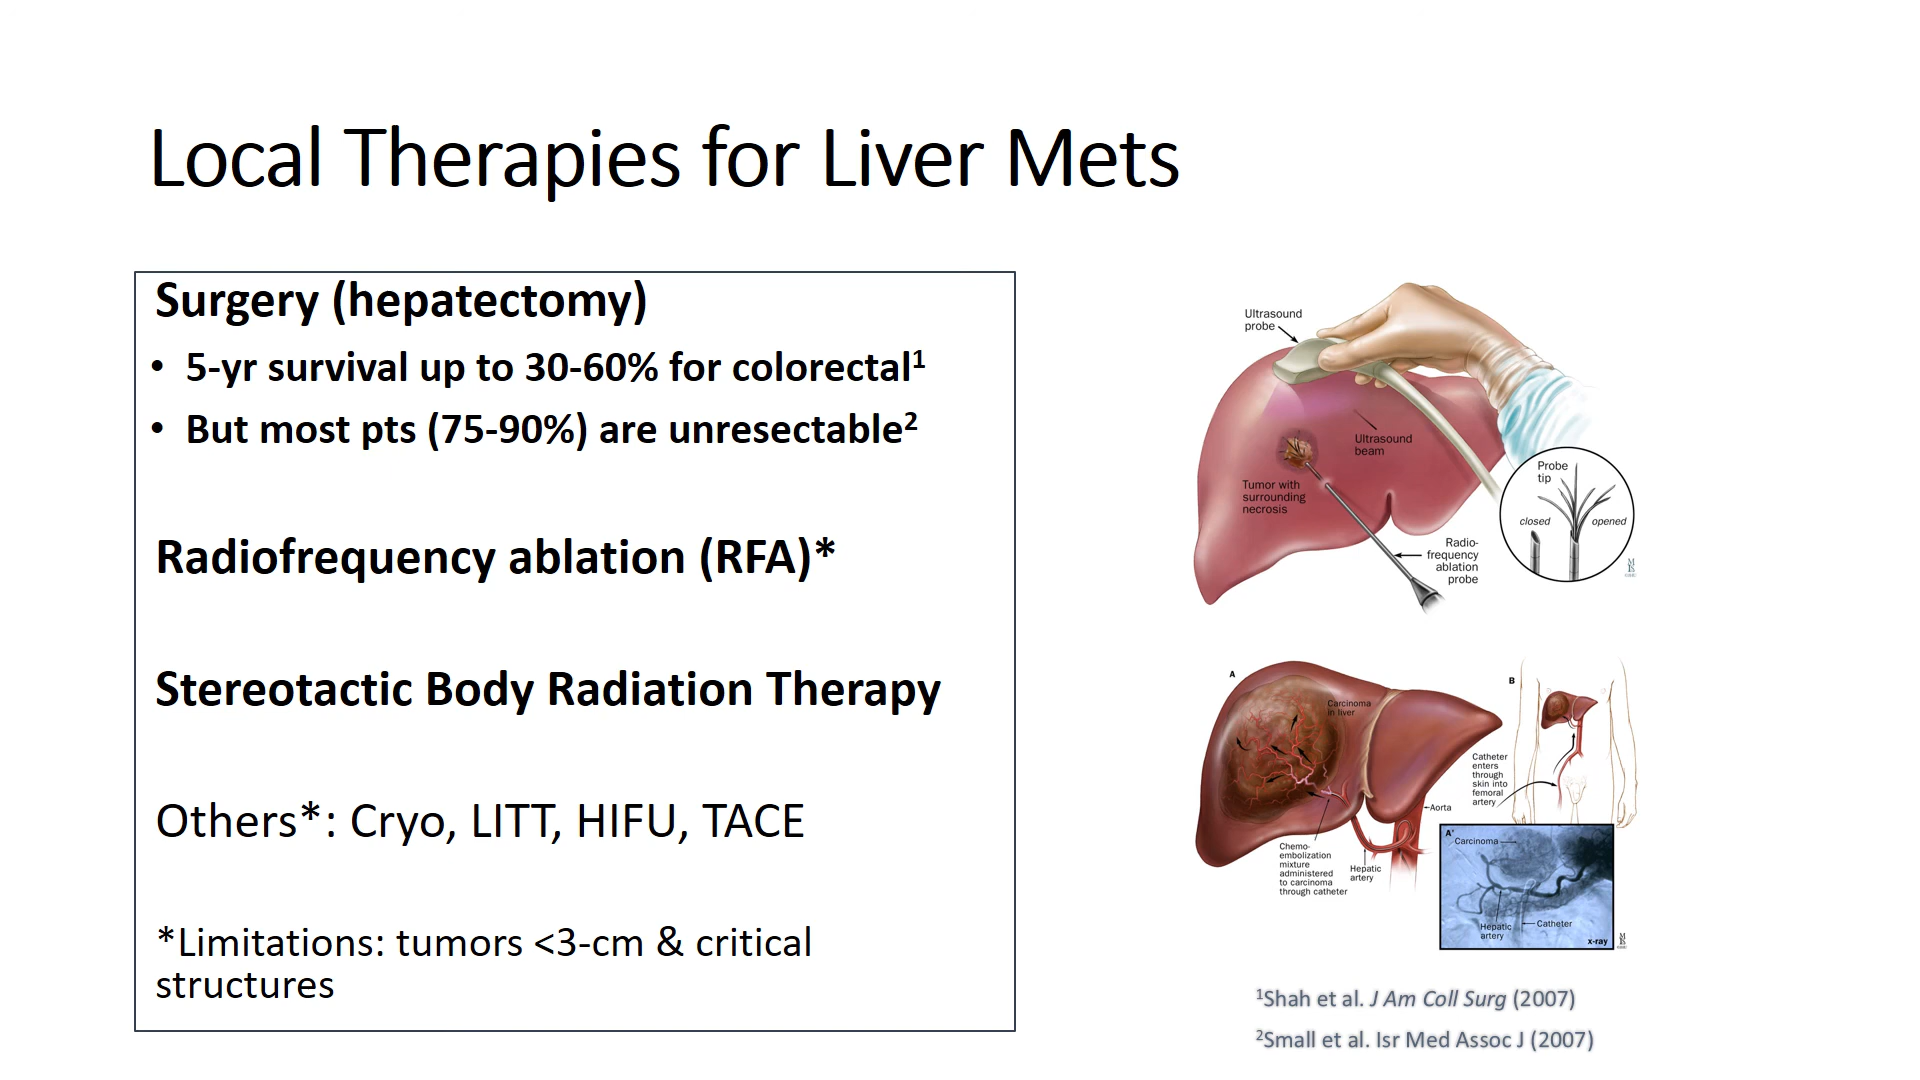 Local Therapies for Liver Mets
Surgery (hepatectomy)
• 5-yr survival up to 30-60% for colorectal¹
• But most pts (75-90%) are unresectable²
Radiofrequency ablation (RFA)*
Stereotactic Body Radiation Therapy
Others*: Cryo, LITT, HIFU, TACE
*Limitations: tumors <3-cm & critical
structures
Ultrasound
probe
Ultrasound
beam
Tumor with
surrounding
necrosis
Probe
tip
closed
opened
Radio-
frequency
ablation
probe
A
Carcinoma
in liver
B
Catheter
enters
through
skin into
femoral
artery
Aorta
Chemo-
embolization
mixture
administered
to carcinoma
through catheter
Hepatic
artery
A'
Carcinoma
Hepatic
artery
Catheter
x-ray
¹Shah et al. J Am Coll Surg (2007)
²Small et al. Isr Med Assoc J (2007)